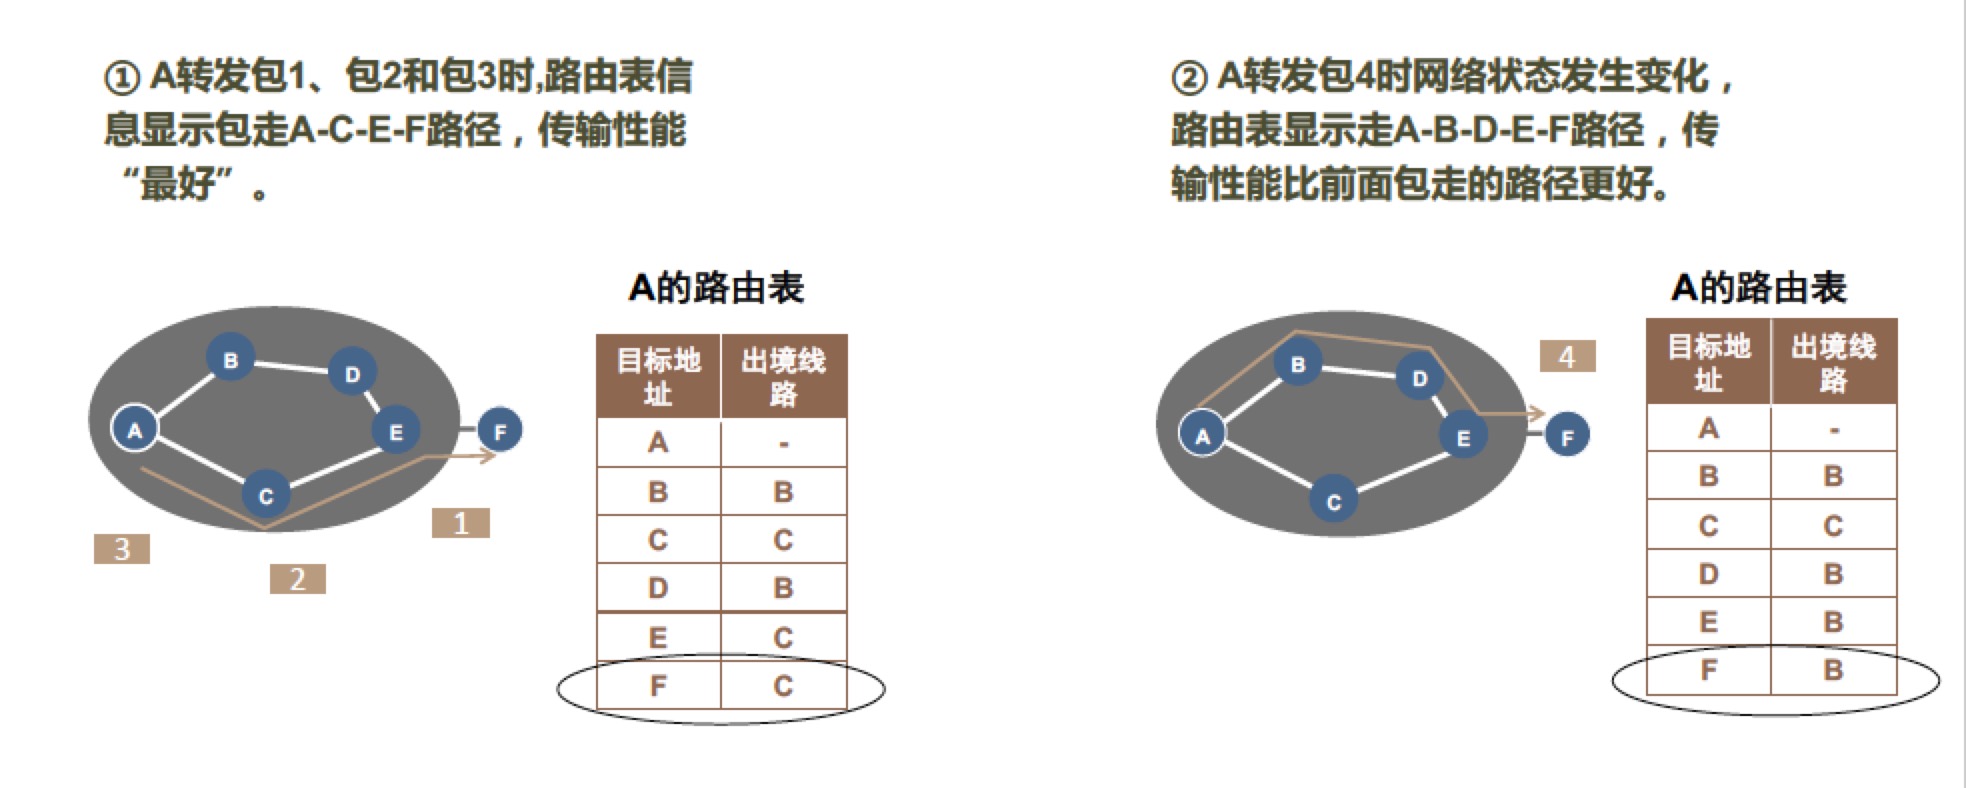 ① A转发包1、包2和包3时,路由表信
息显示包走A-C-E-F路径，传输性能
“最好”。
A的路由表
目标地址 出境线路
A -
B B
C C
D B
E C
F C
A
B
C
D
E
F
3
2
1
② A转发包4时网络状态发生变化，
路由表显示走A-B-D-E-F路径，传
输性能比前面包走的路径更好。
A的路由表
目标地址 出境线路
A -
B B
C C
D B
E B
F B
A
B
C
D
E
F
4